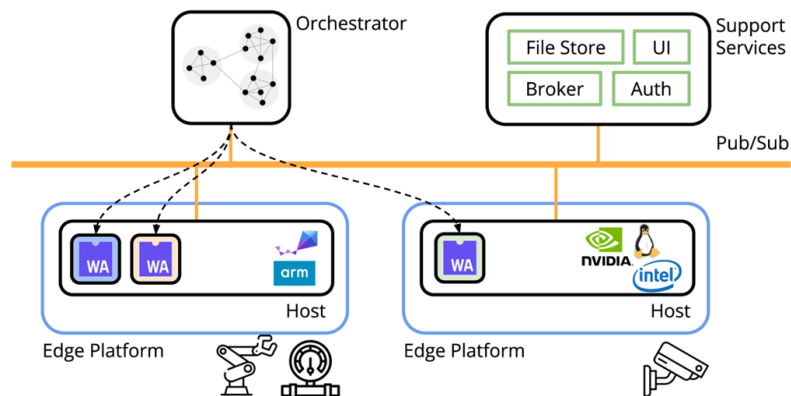 Orchestrator
Support
Services
File Store
UI
Broker
Auth
Pub/Sub
WA
WA
arm
Host
Edge Platform
WA
NVIDIA.
intel
Host
Edge Platform